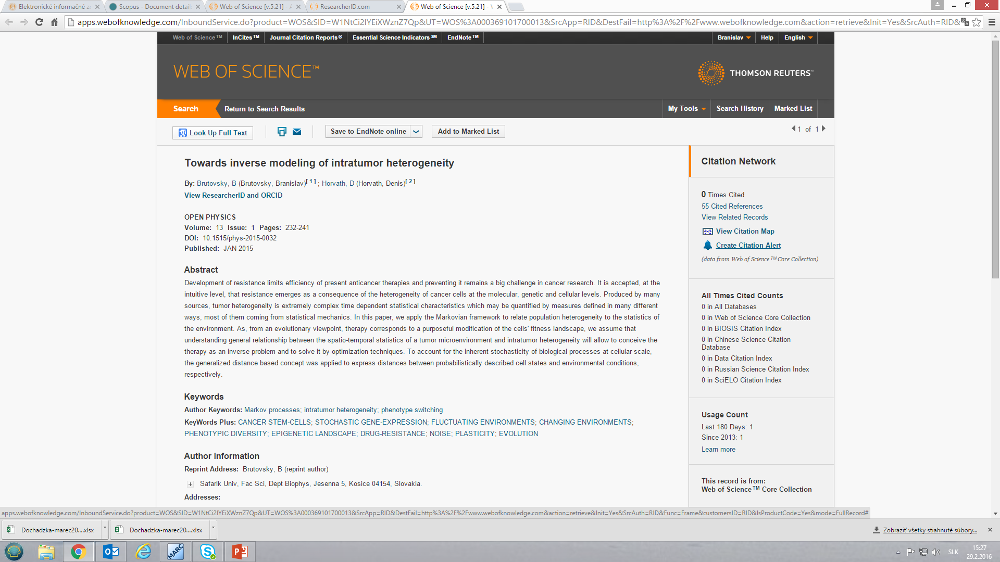 Elektronické informačné z
Scopus - Document detail
Web of Science [v.5.21] - 
ResearcherID.com
Web of Science [v.5.21] - 
apps.webofknowledge.com/InboundService.do?product=WOS&SID=W1NtCi2IYEiXWznZ7Qp&UT=WOS%3A000369101700013&SrcApp=RID&DestFail=http%3A%2F%2Fwww.webofknowledge.com&action=retrieve&Init=Yes&SrcAuth=RID&
Web of Science™ InCites™ Journal Citation Reports® Essential Science Indicators℠ EndNote™ Branislav Help English
WEB OF SCIENCE™
THOMSON REUTERS™
Search Return to Search Results My Tools Search History Marked List
Look Up Full Text Save to EndNote online Add to Marked List 1 of 1
Towards inverse modeling of intratumor heterogeneity
By: Brutovsky, B (Brutovsky, Branislav)[ 1 ] ; Horvath, D (Horvath, Denis)[ 2 ]
View ResearcherID and ORCID
OPEN PHYSICS
Volume: 13 Issue: 1 Pages: 232-241
DOI: 10.1515/phys-2015-0032
Published: JAN 2015
Abstract
Development of resistance limits efficiency of present anticancer therapies and preventing it remains a big challenge in cancer research. It is accepted, at the
intuitive level, that resistance emerges as a consequence of the heterogeneity of cancer cells at the molecular, genetic and cellular levels. Produced by many
sources, tumor heterogeneity is extremely complex time dependent statistical characteristics which may be quantified by measures defined in many different
ways, most of them coming from statistical mechanics. In this paper, we apply the Markovian framework to relate population heterogeneity to the statistics of
the environment. As, from an evolutionary viewpoint, therapy corresponds to a purposeful modification of the cells' fitness landscape, we assume that
understanding general relationship between the spatio-temporal statistics of a tumor microenvironment and intratumor heterogeneity will allow to conceive the
therapy as an inverse problem and to solve it by optimization techniques. To account for the inherent stochasticity of biological processes at cellular scale,
the generalized distance based concept was applied to express distances between probabilistically described cell states and environmental conditions,
respectively.
Keywords
Author Keywords: Markov processes; intratumor heterogeneity; phenotype switching
KeyWords Plus: CANCER STEM-CELLS; STOCHASTIC GENE-EXPRESSION; FLUCTUATING ENVIRONMENTS; CHANGING ENVIRONMENTS;
PHENOTYPIC DIVERSITY; EPIGENETIC LANDSCAPE; DRUG-RESISTANCE; NOISE; PLASTICITY; EVOLUTION
Author Information
Reprint Address: Brutovsky, B (reprint author)
Safarik Univ, Fac Sci, Dept Biophys, Jesenna 5, Kosice 04154, Slovakia.
Addresses:
Citation Network
0 Times Cited
55 Cited References
View Related Records
View Citation Map
Create Citation Alert
(data from Web of Science™ Core Collection)
All Times Cited Counts
0 in All Databases
0 in Web of Science Core Collection
0 in BIOSIS Citation Index
0 in Chinese Science Citation
Database
0 in Data Citation Index
0 in Russian Science Citation Index
0 in SciELO Citation Index
Usage Count
Last 180 Days: 1
Since 2013: 1
Learn more
This record is from:
Web of Science™ Core Collection
apps.webofknowledge.com/InboundService.do?product=WOS&SID=W1NtCi2IYEiXWznZ7Qp&UT=WOS%3A000369101700013&SrcApp=RID&DestFail=http%3A%2F%2Fwww.webofknowledge.com&action=retrieve&Init=Yes&SrcAuth=RID&Func=Frame&customersID=RID&IsProductCode=Yes&mode=FullRecord#
Dochadzka-marec20....xlsx
Dochadzka-marec20....xlsx
Zobraziť všetky stiahnuté súbory...
MARC
SLK
15:27
29.2.2016